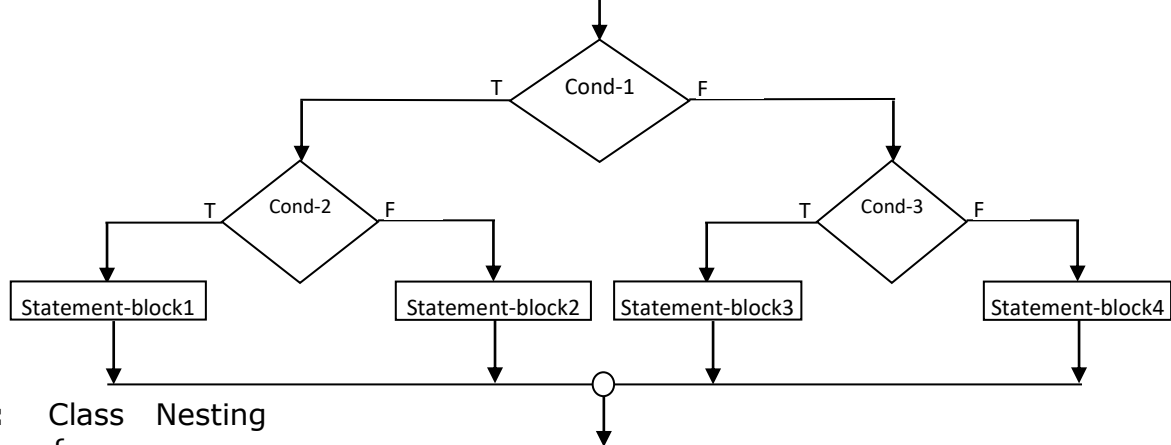 Cond-1
T
F
Cond-2
T
F
Cond-3
T
F
Statement-block1
Statement-block2
Statement-block3
Statement-block4
: Class Nesting